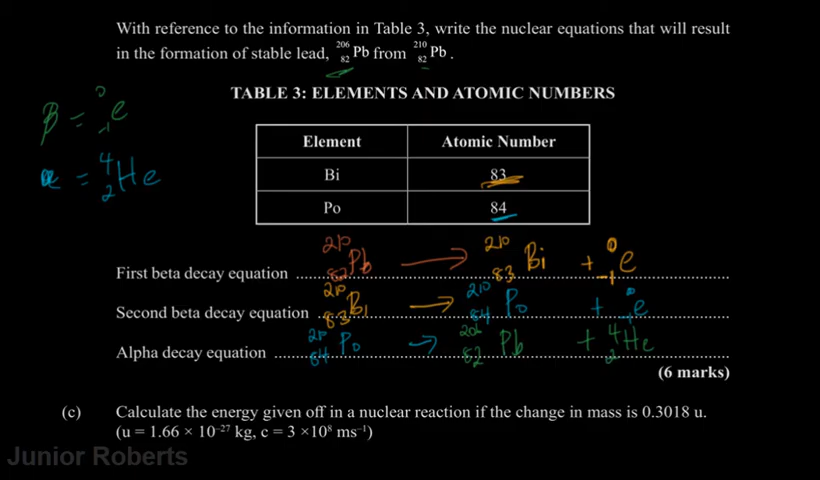 With reference to the information in Table 3, write the nuclear equations that will result
in the formation of stable lead, ²⁰⁶₈₂Pb from ²¹⁰₈₂Pb.
β = ⁰₋₁e
α = ⁴₂He
TABLE 3: ELEMENTS AND ATOMIC NUMBERS
Element Atomic Number
Bi 83
Po 84
First beta decay equation ²¹⁰₈₂Pb → ²¹⁰₈₃Bi + ⁰₋₁e
Second beta decay equation ²¹⁰₈₃Bi → ²¹⁰₈₄Po + ⁰₋₁e
Alpha decay equation ²¹⁰₈₄Po → ²⁰⁶₈₂Pb + ⁴₂He
(6 marks)
(c) Calculate the energy given off in a nuclear reaction if the change in mass is 0.3018 u.
(u = 1.66 × 10⁻²⁷ kg, c = 3 ×10⁸ ms⁻¹)
Junior Roberts